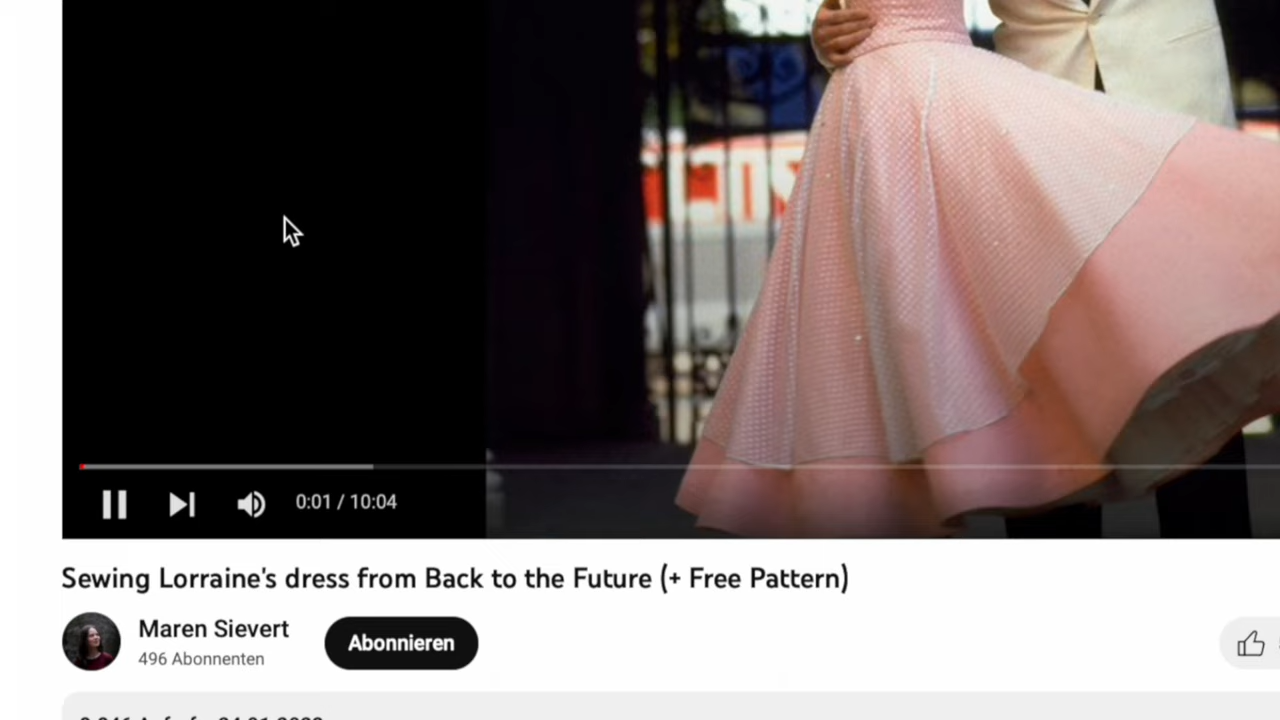 0:01 / 10:04
Sewing Lorraine's dress from Back to the Future (+ Free Pattern)
Maren Sievert
496 Abonnenten
Abonnieren